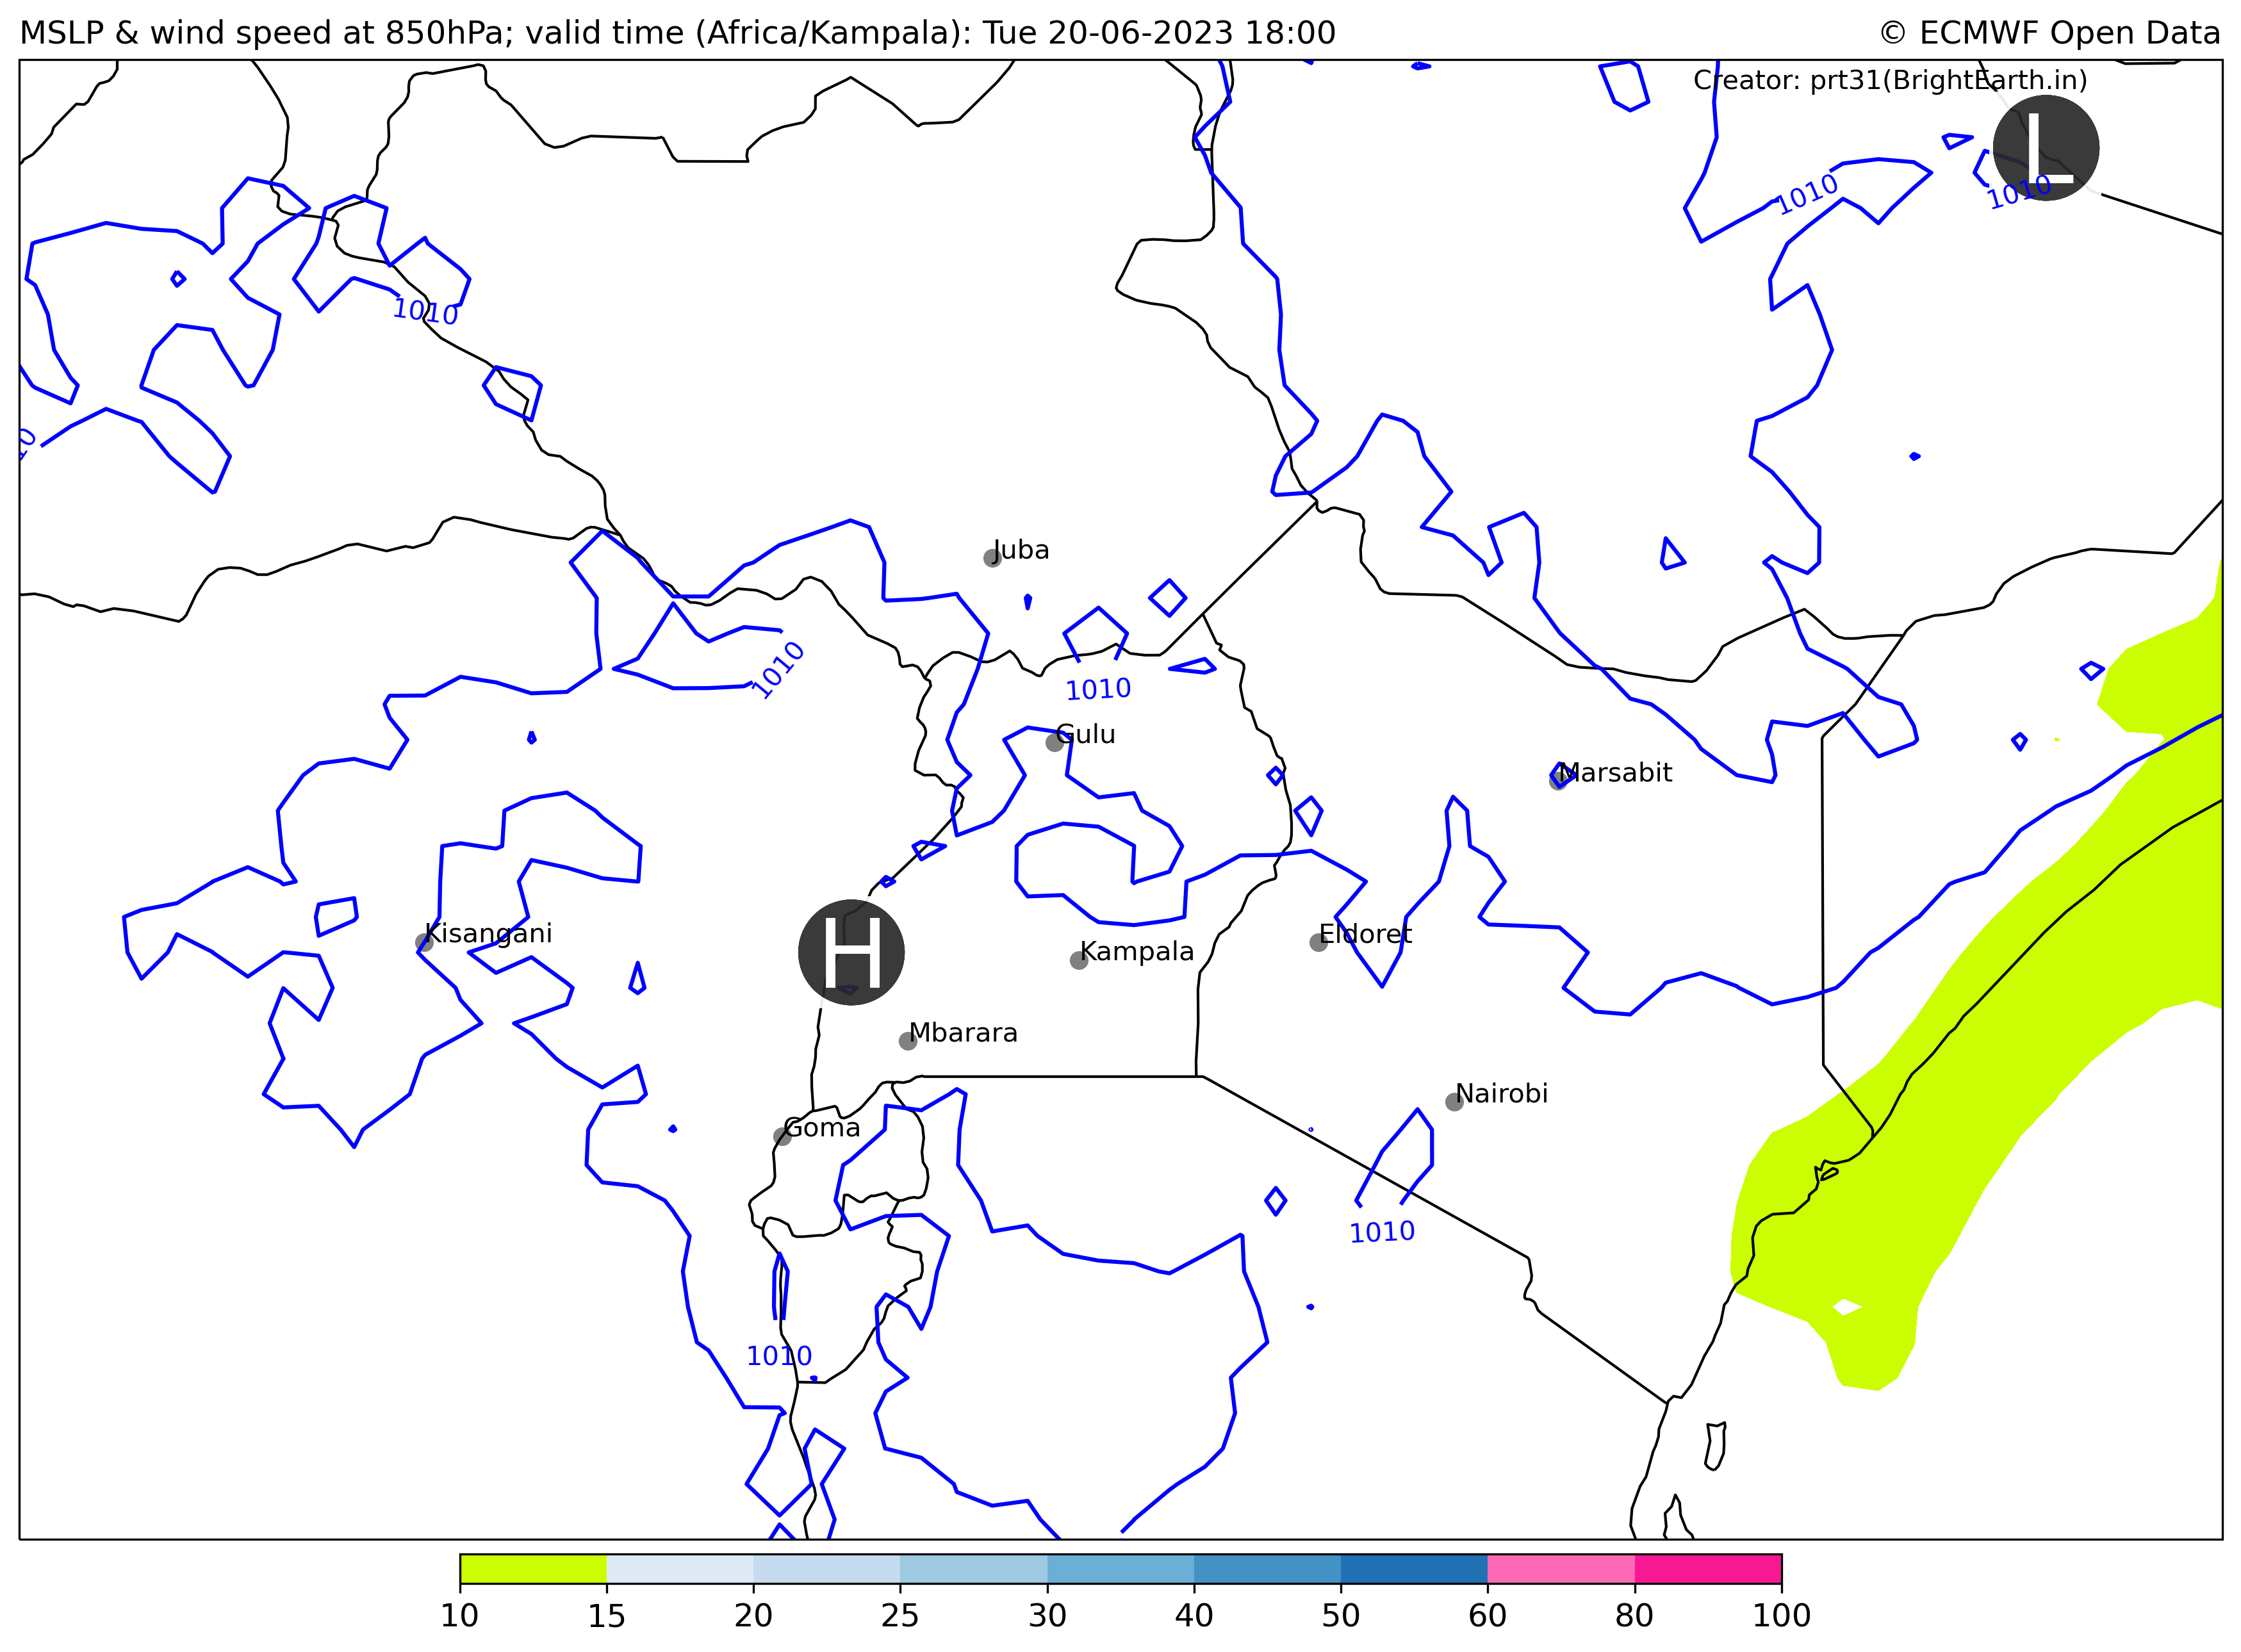 MSLP & wind speed at 850hPa; valid time (Africa/Kampala): Tue 20-06-2023 18:00
© ECMWF Open Data
Creator: prt31(BrightEarth.in)
L
1010
1010
1010
10
Juba
1010
1010
Gulu
Marsabit
Kisangani
H
Kampala
Eldoret
Mbarara
Nairobi
Goma
1010
1010
10 15 20 25 30 40 50 60 80 100